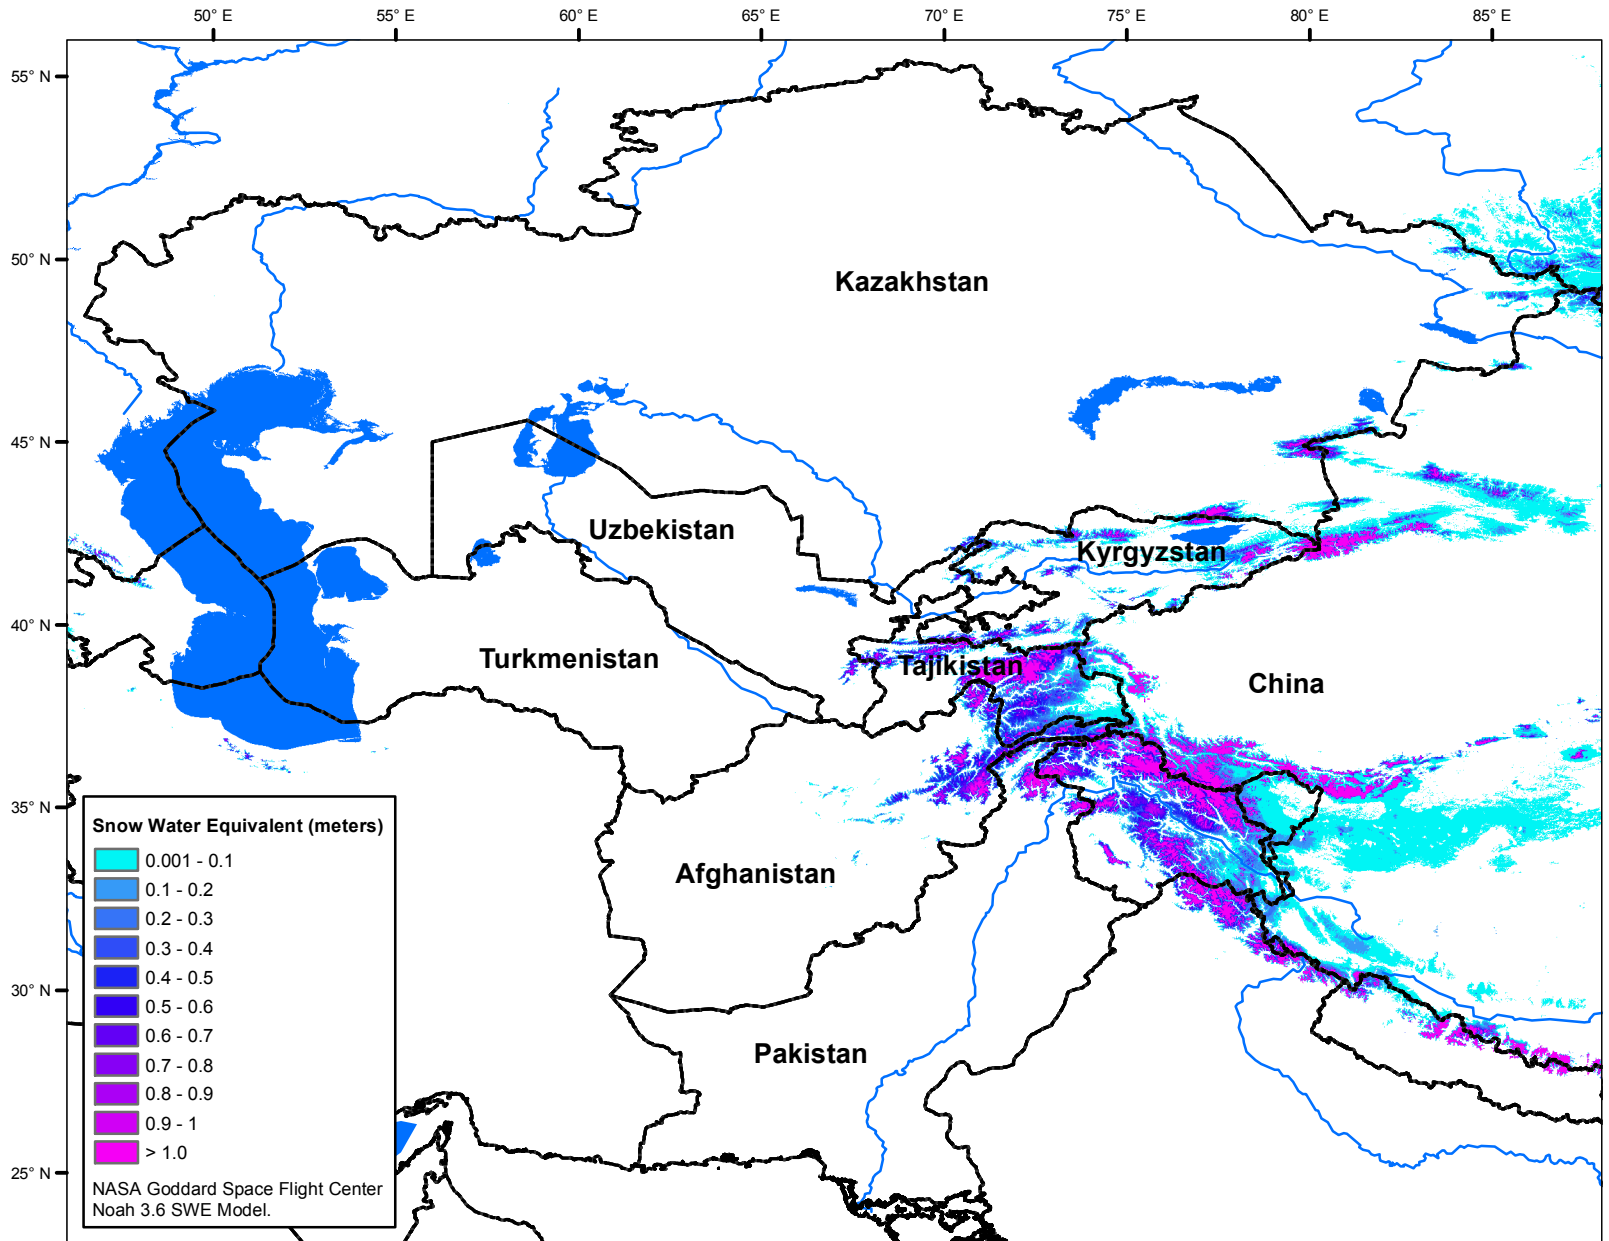 50° E 55° E 60° E 65° E 70° E 75° E 80° E 85° E
55° N
50° N
45° N
40° N
35° N
30° N
25° N
Kazakhstan
Uzbekistan
Kyrgyzstan
Turkmenistan
Tajikistan
China
Afghanistan
Pakistan
Snow Water Equivalent (meters)
0.001 - 0.1
0.1 - 0.2
0.2 - 0.3
0.3 - 0.4
0.4 - 0.5
0.5 - 0.6
0.6 - 0.7
0.7 - 0.8
0.8 - 0.9
0.9 - 1
> 1.0
NASA Goddard Space Flight Center
Noah 3.6 SWE Model.